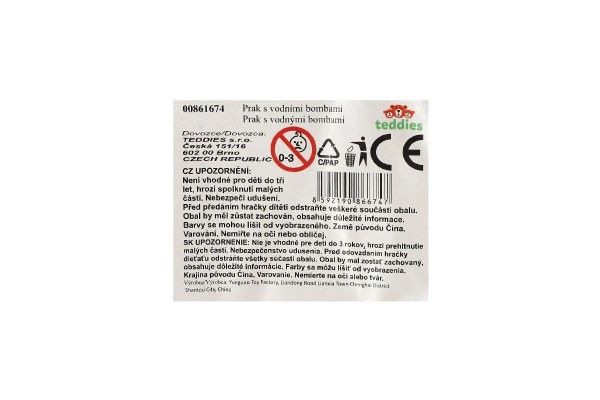 00861674 Prak s vodními bombami
Prak s vodnými bombami
teddies
Dovozce/Dovozca:
TEDDIES s.r.o.
Česká 151/16
602 00 Brno
CZECH REPUBLIC
0-3
C/PAP
CE
CZ UPOZORNĚNÍ:
Není vhodné pro děti do tří
let, hrozí spolknutí malých
částí. Nebezpečí udušení.
8 592190 866747
Před předáním hračky dítěti odstraňte veškeré součásti obalu.
Obal by měl zůstat zachován, obsahuje důležité informace.
Barvy se mohou lišit od vyobrazeného. Země původu Čína.
Varování. Nemiřte na oči nebo obličej.
SK UPOZORNENIE: Nie je vhodné pre deti do 3 rokov, hrozí prehltnutie
malých častí. Nebezpečenstvo udusenia. Pred odovzdaním hračky
dieťaťu odstráňte všetky súčasti obalu. Obal by mal zostať zachovaný,
obsahuje dôležité informácie. Farby sa môžu líšiť od vyobrazenia.
Krajina pôvodu Čína. Varovanie. Nemierte na oči alebo tvár.
Výrobce/Výrobca: Yunguan Toy Factory, Liandong Road Lianxia Town Chenghai District
Shantou City, China